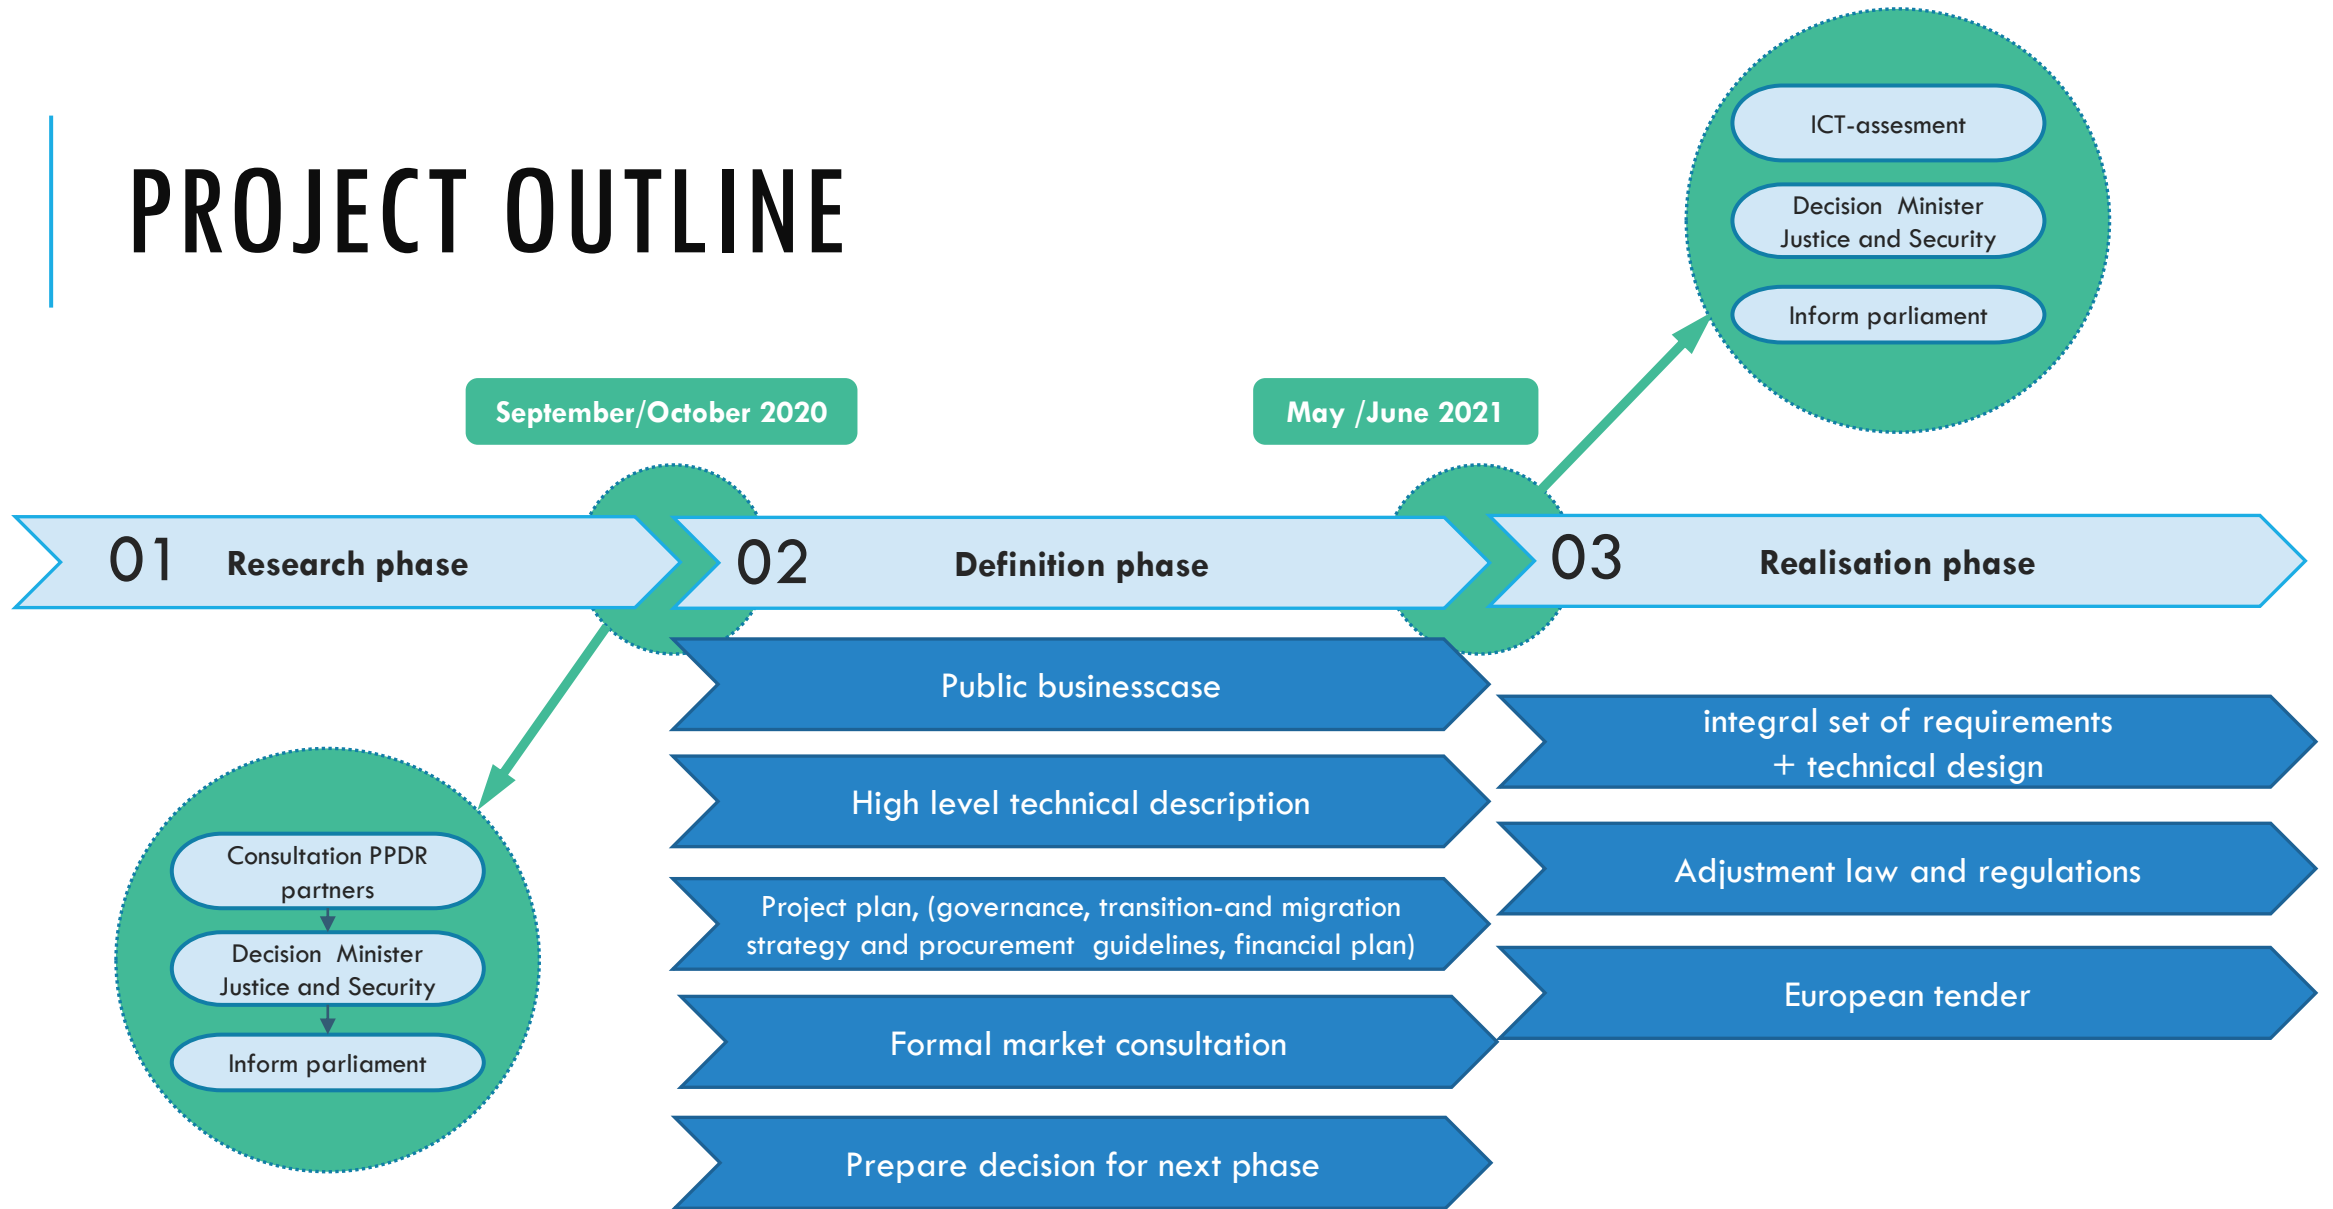 PROJECT OUTLINE
ICT-assesment
Decision Minister
Justice and Security
Inform parliament
September/October 2020
May /June 2021
01 Research phase
02 Definition phase
03 Realisation phase
Consultation PPDR
partners
Decision Minister
Justice and Security
Inform parliament
Public businesscase
High level technical description
Project plan, (governance, transition-and migration
strategy and procurement guidelines, financial plan)
Formal market consultation
Prepare decision for next phase
integral set of requirements
+ technical design
Adjustment law and regulations
European tender